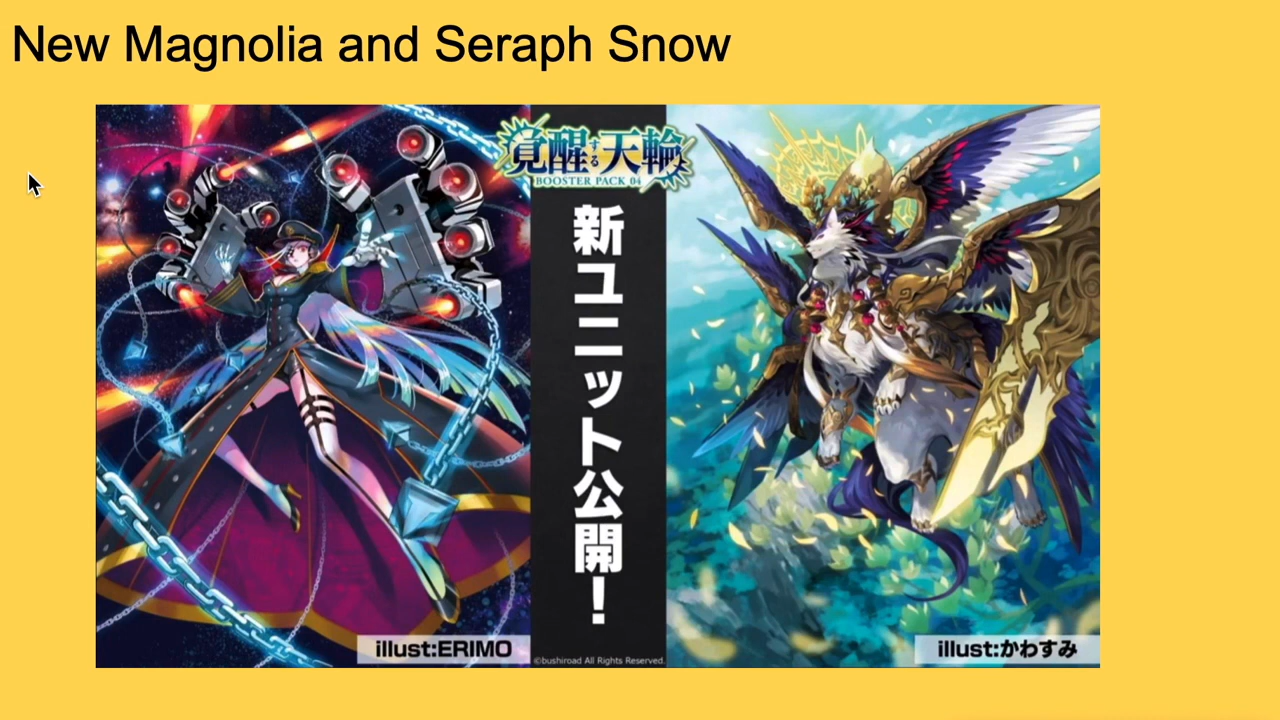 New Magnolia and Seraph Snow
覚醒する天輪
BOOSTER PACK 04
新ユニット公開!
illust:ERIMO
©bushiroad All Rights Reserved.
illust:かわすみ